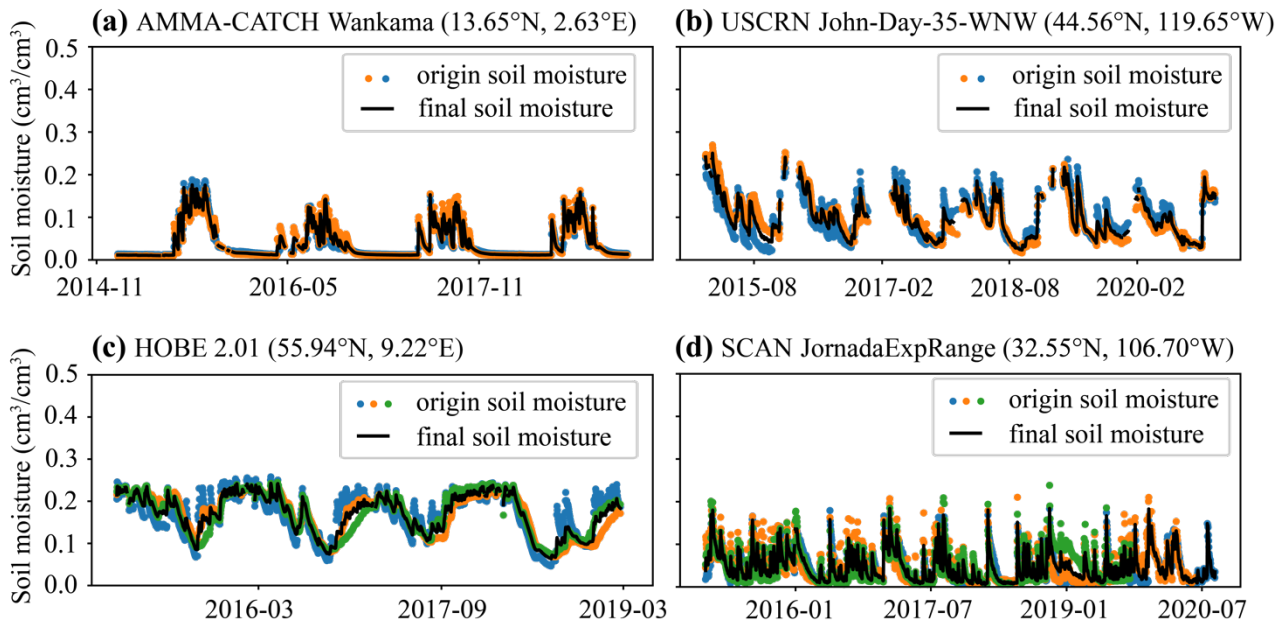 (a) AMMA-CATCH Wankama (13.65°N, 2.63°E)
(b) USCRN John-Day-35-WNW (44.56°N, 119.65°W)
Soil moisture (cm³/cm³)
0.5
0.4
0.3
0.2
0.1
0.0
origin soil moisture
final soil moisture
2014-11
2016-05
2017-11
origin soil moisture
final soil moisture
2015-08
2017-02
2018-08
2020-02
(c) HOBE 2.01 (55.94°N, 9.22°E)
(d) SCAN JornadaExpRange (32.55°N, 106.70°W)
Soil moisture (cm³/cm³)
0.5
0.4
0.3
0.2
0.1
0.0
origin soil moisture
final soil moisture
2016-03
2017-09
2019-03
origin soil moisture
final soil moisture
2016-01
2017-07
2019-01
2020-07